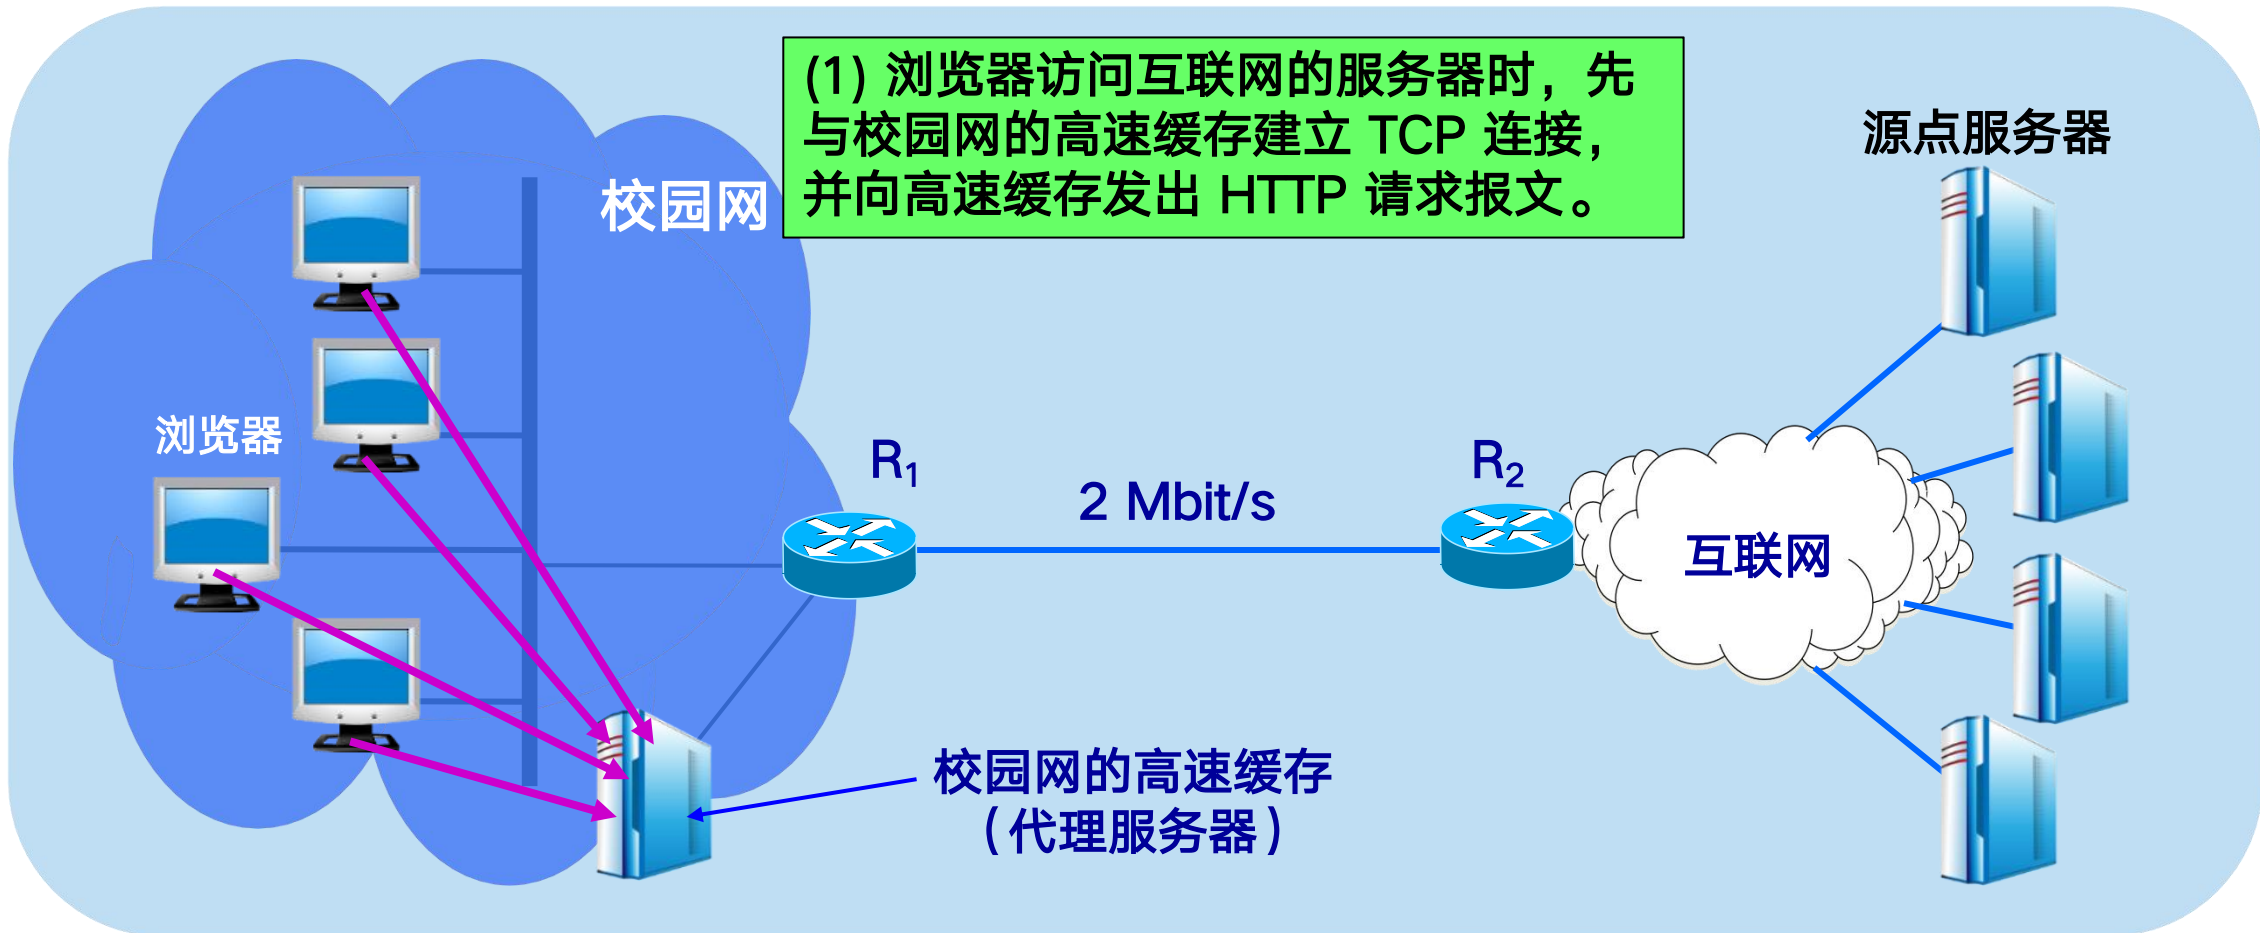 (1) 浏览器访问互联网的服务器时，先
与校园网的高速缓存建立 TCP 连接，
并向高速缓存发出 HTTP 请求报文。
源点服务器
校园网
浏览器
R₁
2 Mbit/s
R₂
互联网
校园网的高速缓存
（代理服务器）